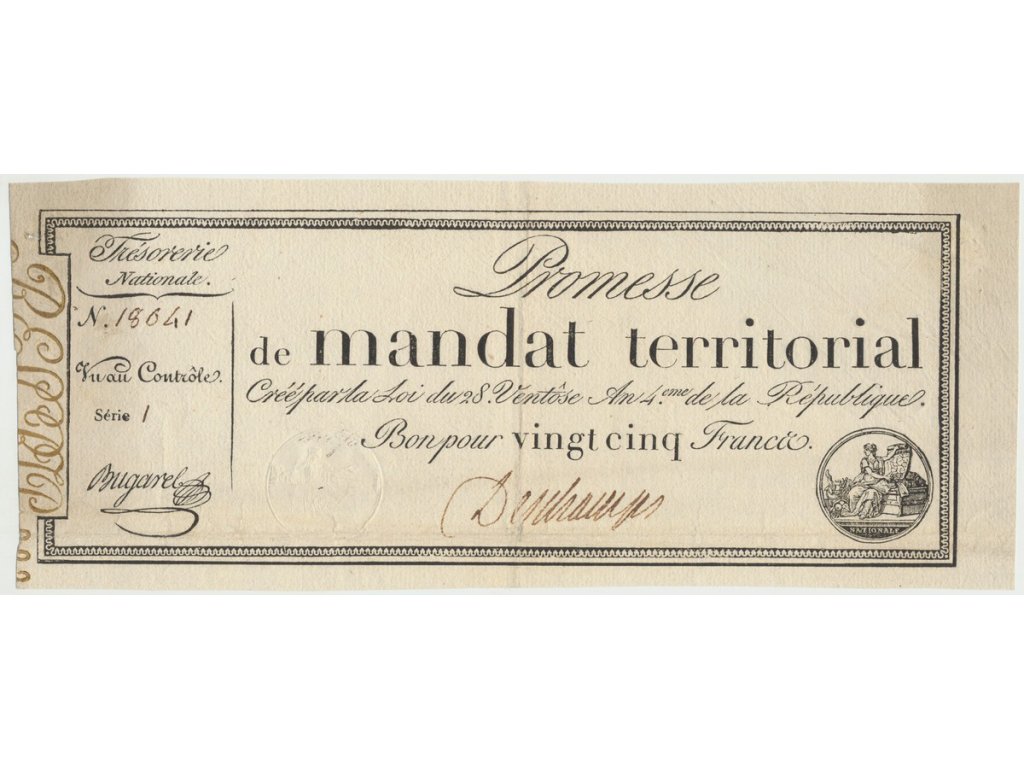 Trésorerie
Nationale.
N. 18641
Vu au Contrôle.
Série 1
Bugarel
Promesse
de mandat territorial
Créé par la Loi du 28. Ventôse An 4.eme de la République.
Bon pour vingt cinq Francs.
Deschamps
NATIONALE